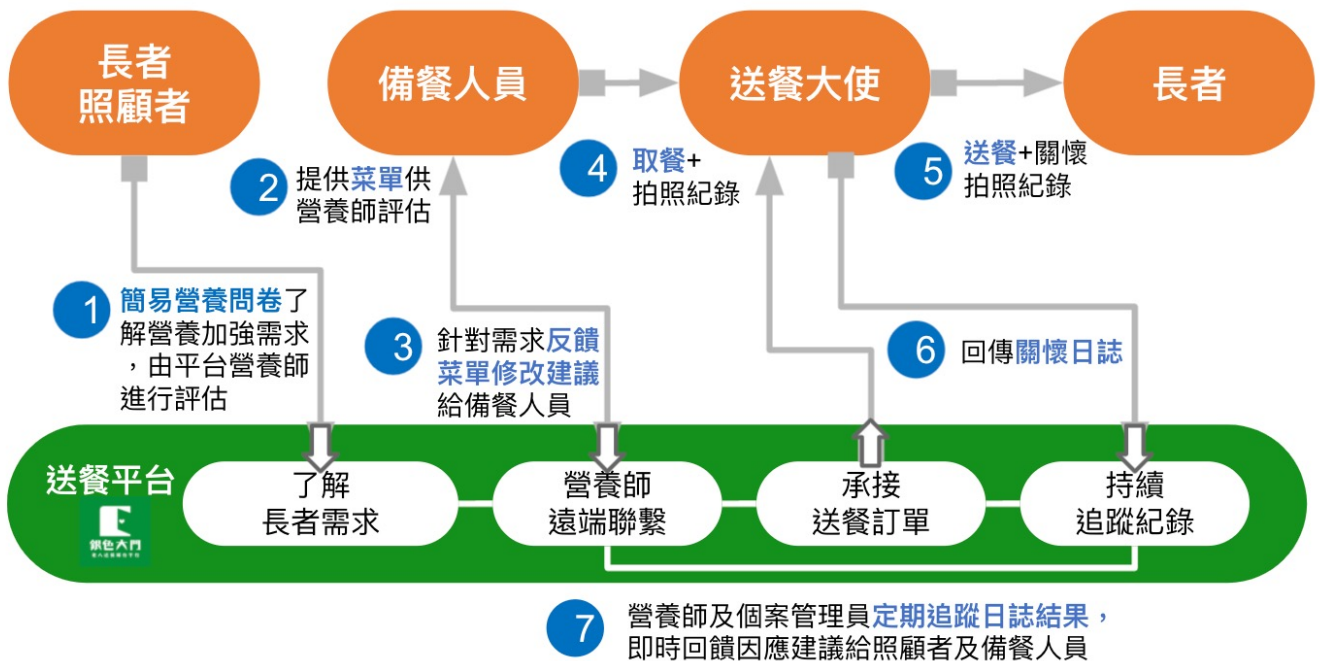 長者
照顧者
備餐人員
送餐大使
長者
1
簡易營養問卷了
解營養加強需求
，由平台營養師
進行評估
2
提供菜單供
營養師評估
3
針對需求反饋
菜單修改建議
給備餐人員
4
取餐+
拍照紀錄
5
送餐+關懷
拍照紀錄
6
回傳關懷日誌
送餐平台
銀色大門
了解
長者需求
營養師
遠端聯繫
承接
送餐訂單
持續
追蹤紀錄
7
營養師及個案管理員定期追蹤日誌結果，
即時回饋因應建議給照顧者及備餐人員